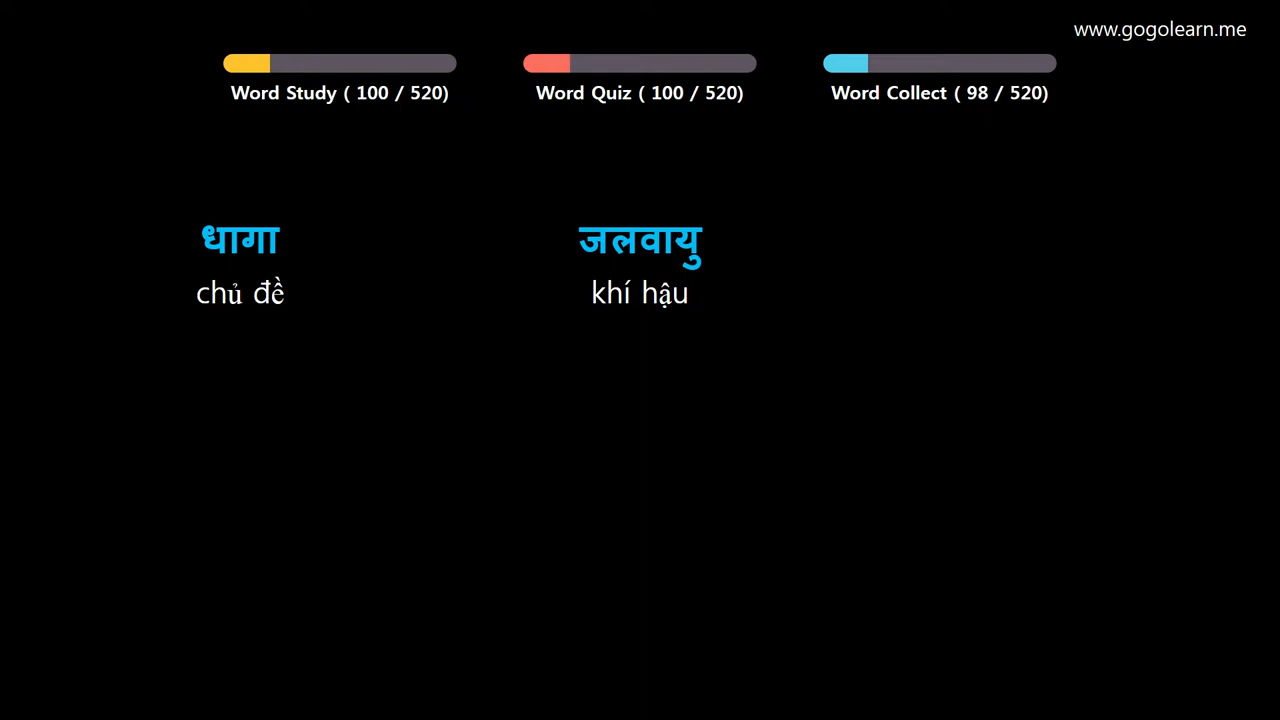 www.gogolearn.me
Word Study ( 100 / 520)
Word Quiz ( 100 / 520)
Word Collect ( 98 / 520)
धागा
जलवायु
chủ đề
khí hậu